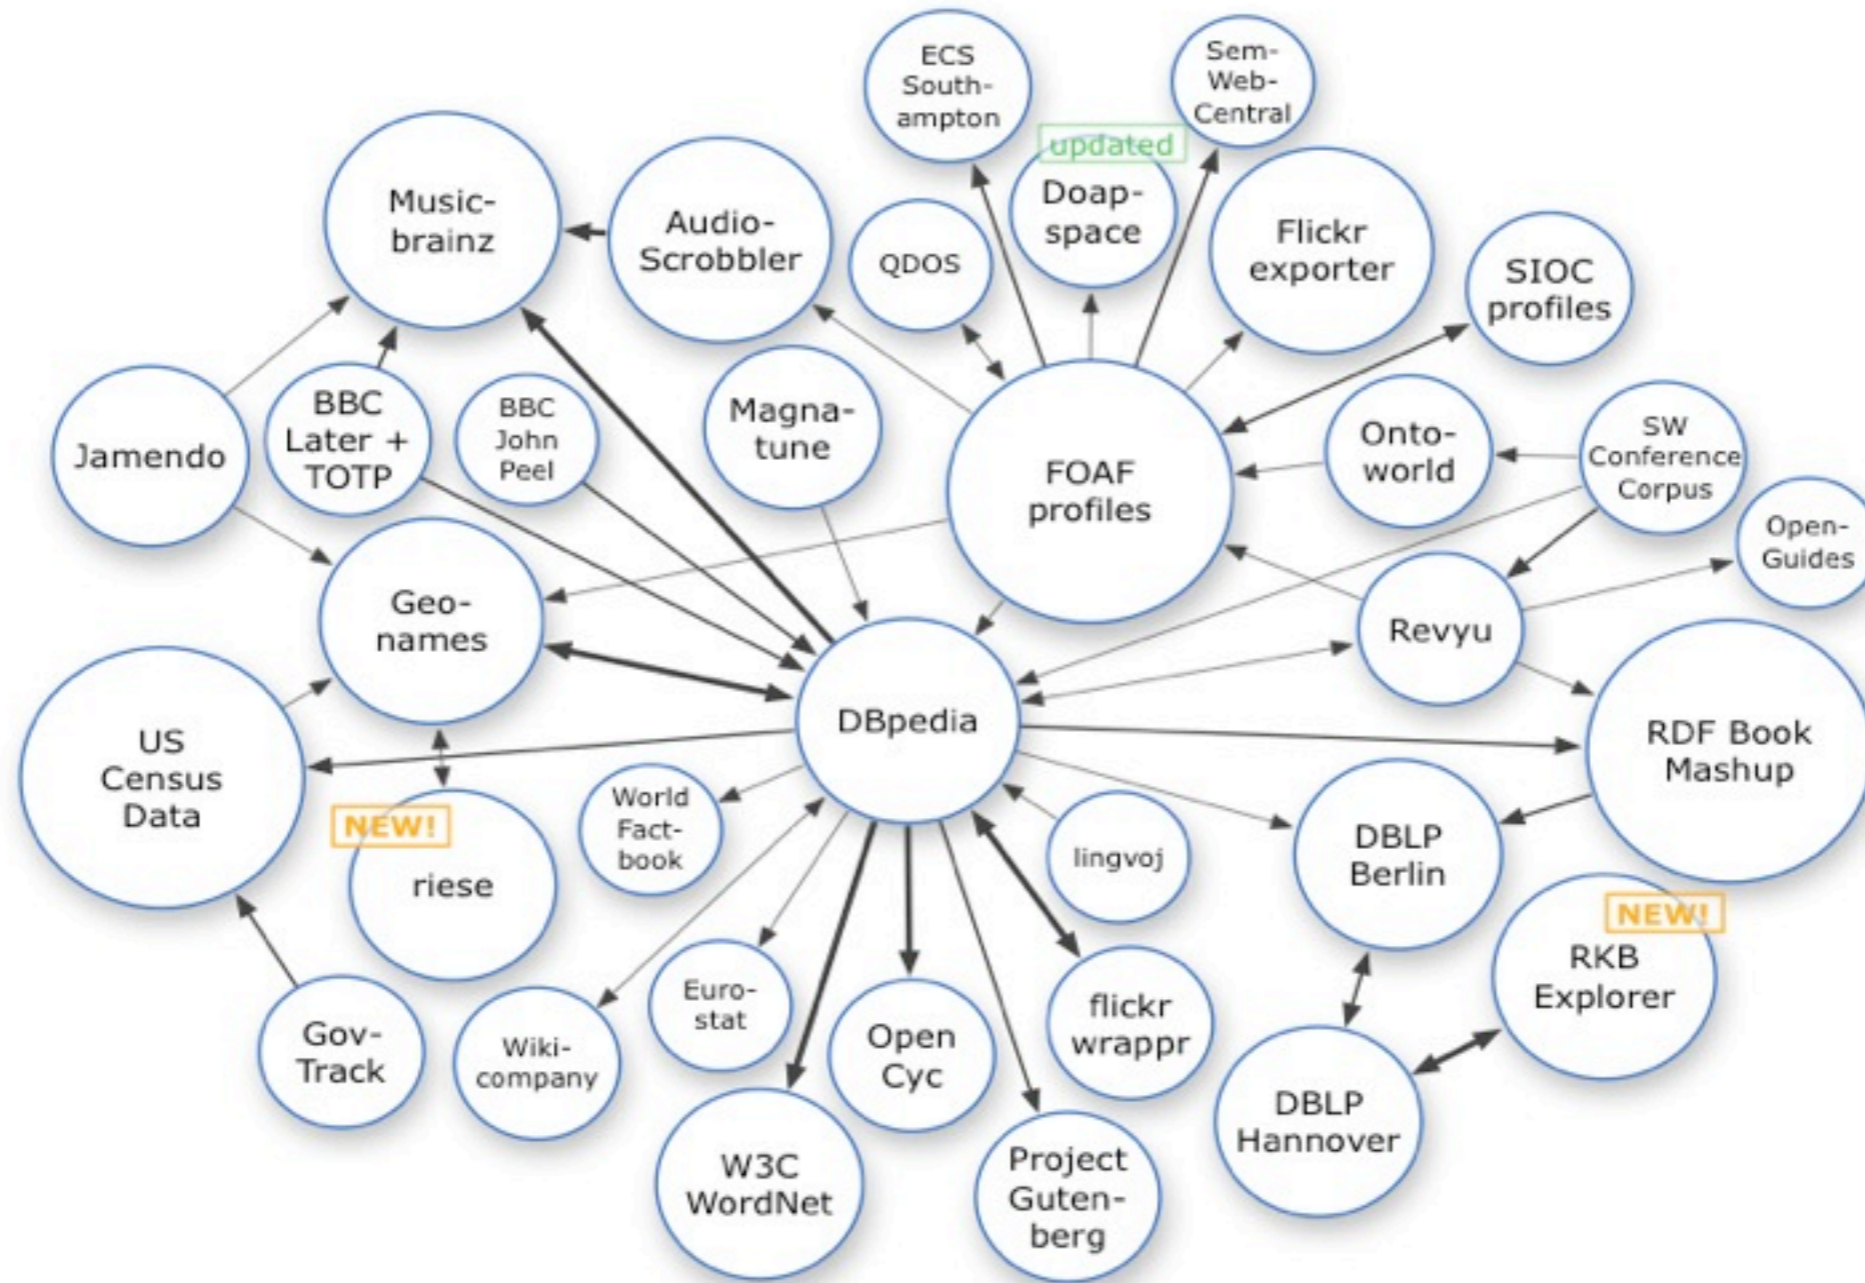 ECS
South-
ampton
Sem-
Web-
Central
updated
Doap-
space
Music-
brainz
Audio-
Scrobbler
QDOS
Flickr
exporter
SIOC
profiles
Jamendo
BBC
Later +
TOTP
BBC
John
Peel
Magna-
tune
FOAF
profiles
Onto-
world
SW
Conference
Corpus
Open-
Guides
Geo-
names
Revyu
US
Census
Data
DBpedia
RDF Book
Mashup
NEW!
riese
World
Fact-
book
lingvoj
DBLP
Berlin
NEW!
RKB
Explorer
Gov-
Track
Wiki-
company
Euro-
stat
Open
Cyc
flickr
wrappr
DBLP
Hannover
W3C
WordNet
Project
Guten-
berg